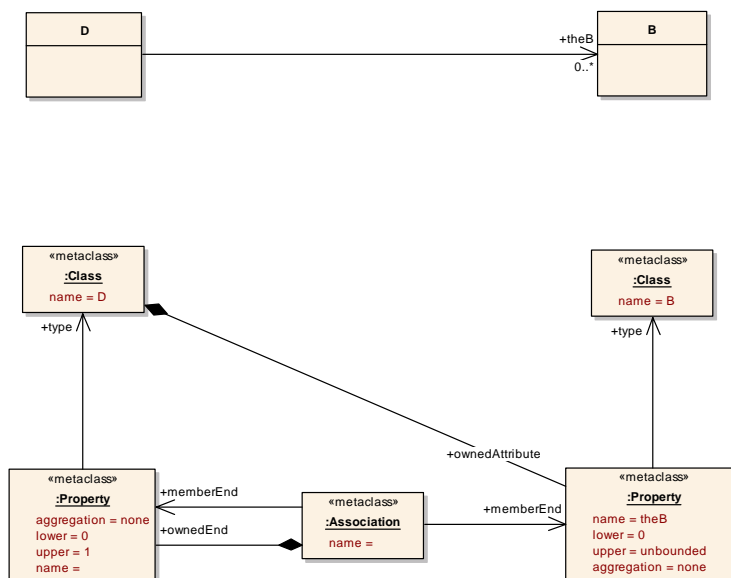 D
B
+theB
0..*
«metaclass»
:Class
name = D
«metaclass»
:Class
name = B
+type
+type
+ownedAttribute
«metaclass»
:Property
aggregation = none
lower = 0
upper = 1
name =
+memberEnd
+ownedEnd
«metaclass»
:Association
name =
+memberEnd
«metaclass»
:Property
name = theB
lower = 0
upper = unbounded
aggregation = none